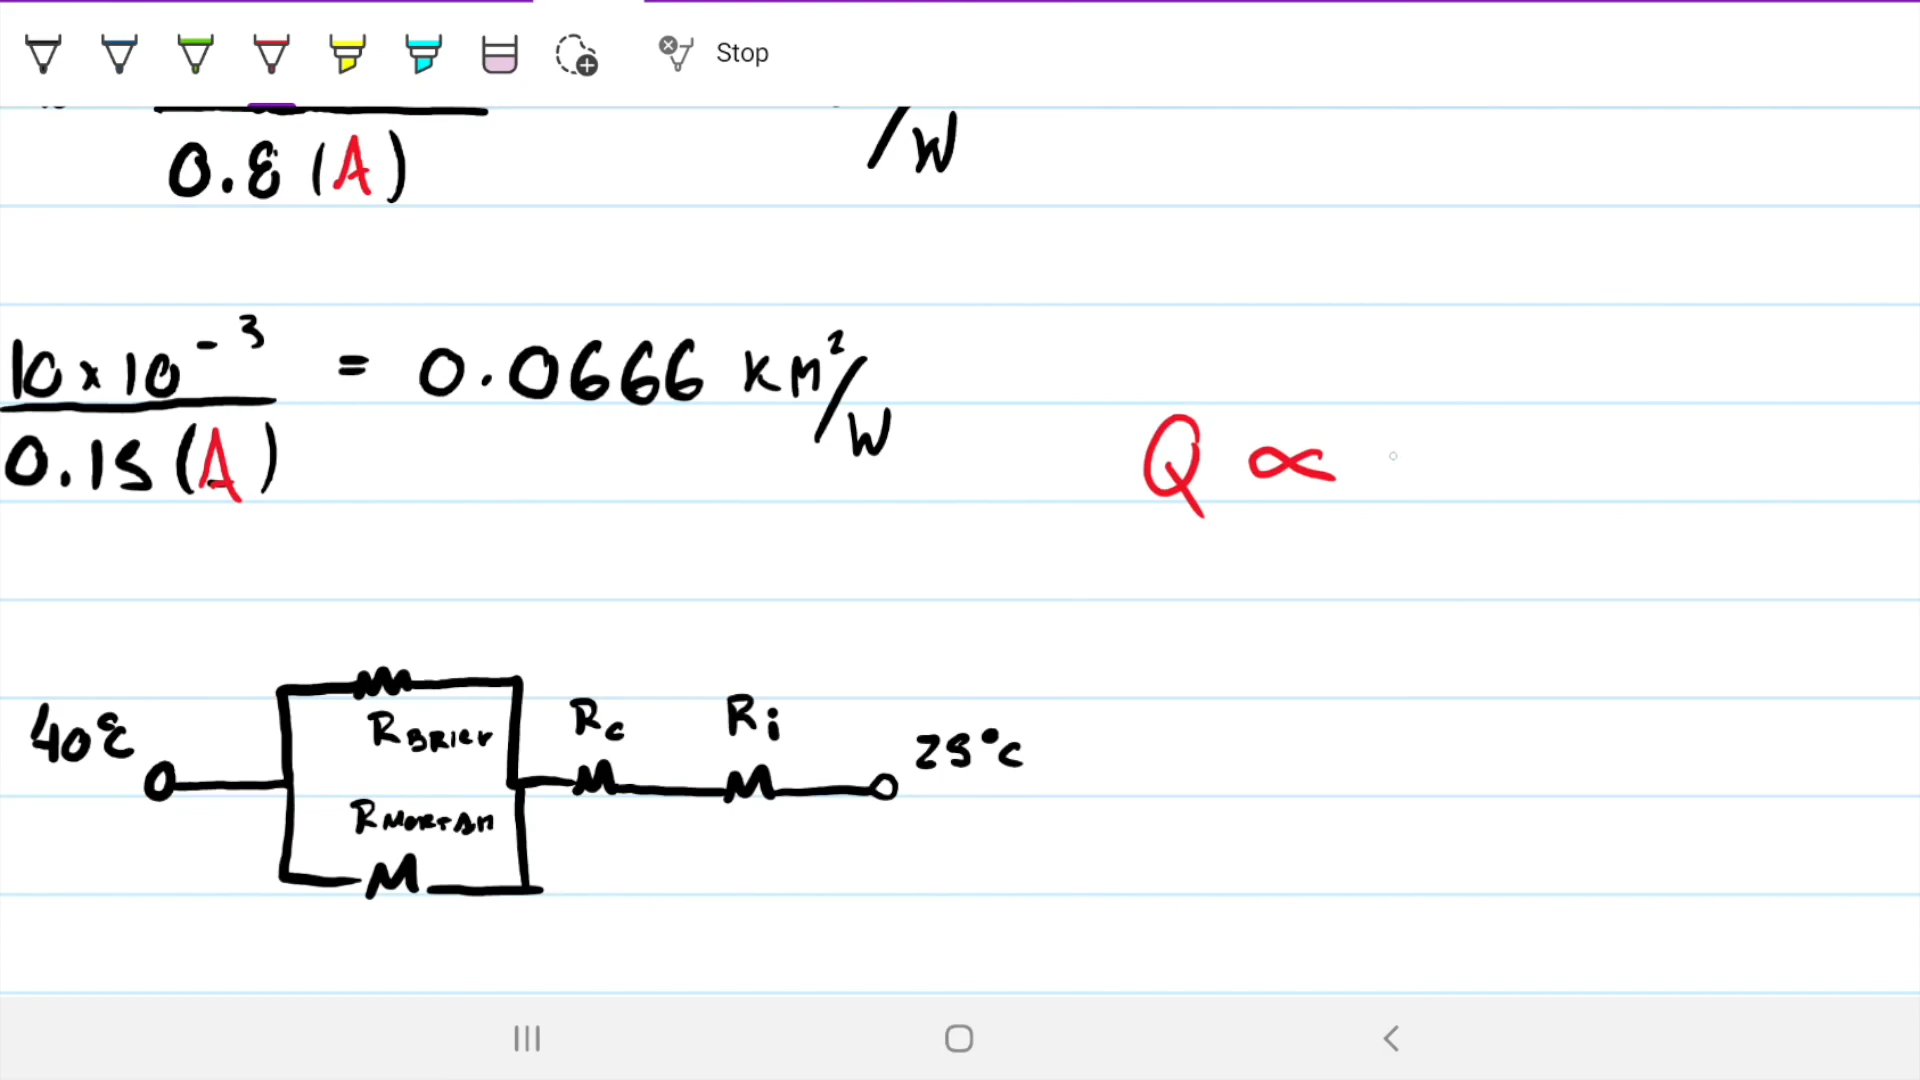 Stop
/W
0.8 (A)
10 x 10⁻³ = 0.0666 KM²/W
0.15 (A)
Q ∝
40°C
R_BRICK
R_c
R_i
25°C
R_MORTAR